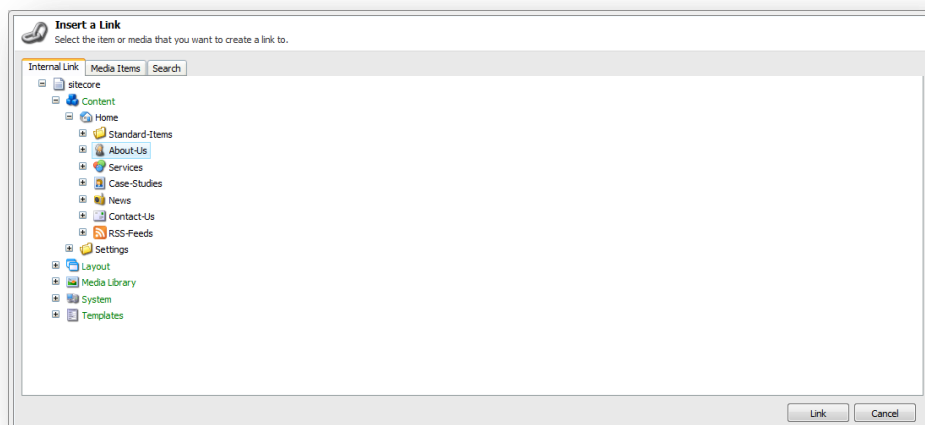 Insert a Link
Select the item or media that you want to create a link to.
Internal Link Media Items Search
sitecore
Content
Home
Standard-Items
About-Us
Services
Case-Studies
News
Contact-Us
RSS-Feeds
Settings
Layout
Media Library
System
Templates
Link Cancel